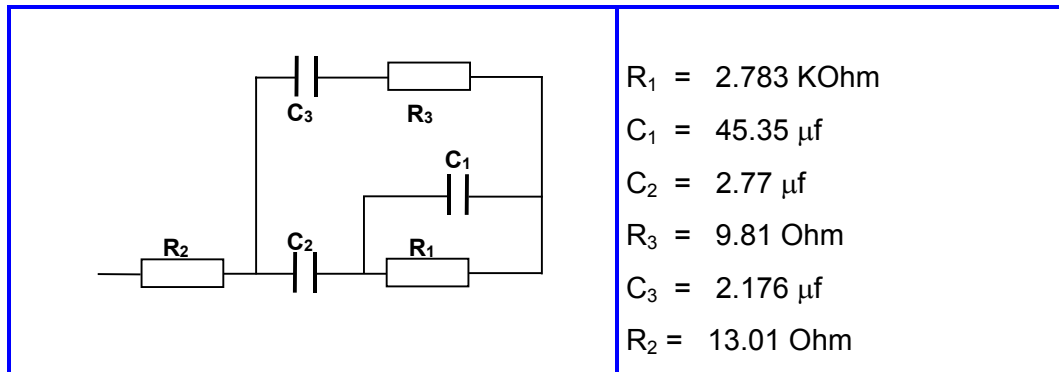 C₃
R₃
C₁
R₂
C₂
R₁
R₁ = 2.783 KOhm
C₁ = 45.35 μf
C₂ = 2.77 μf
R₃ = 9.81 Ohm
C₃ = 2.176 μf
R₂ = 13.01 Ohm